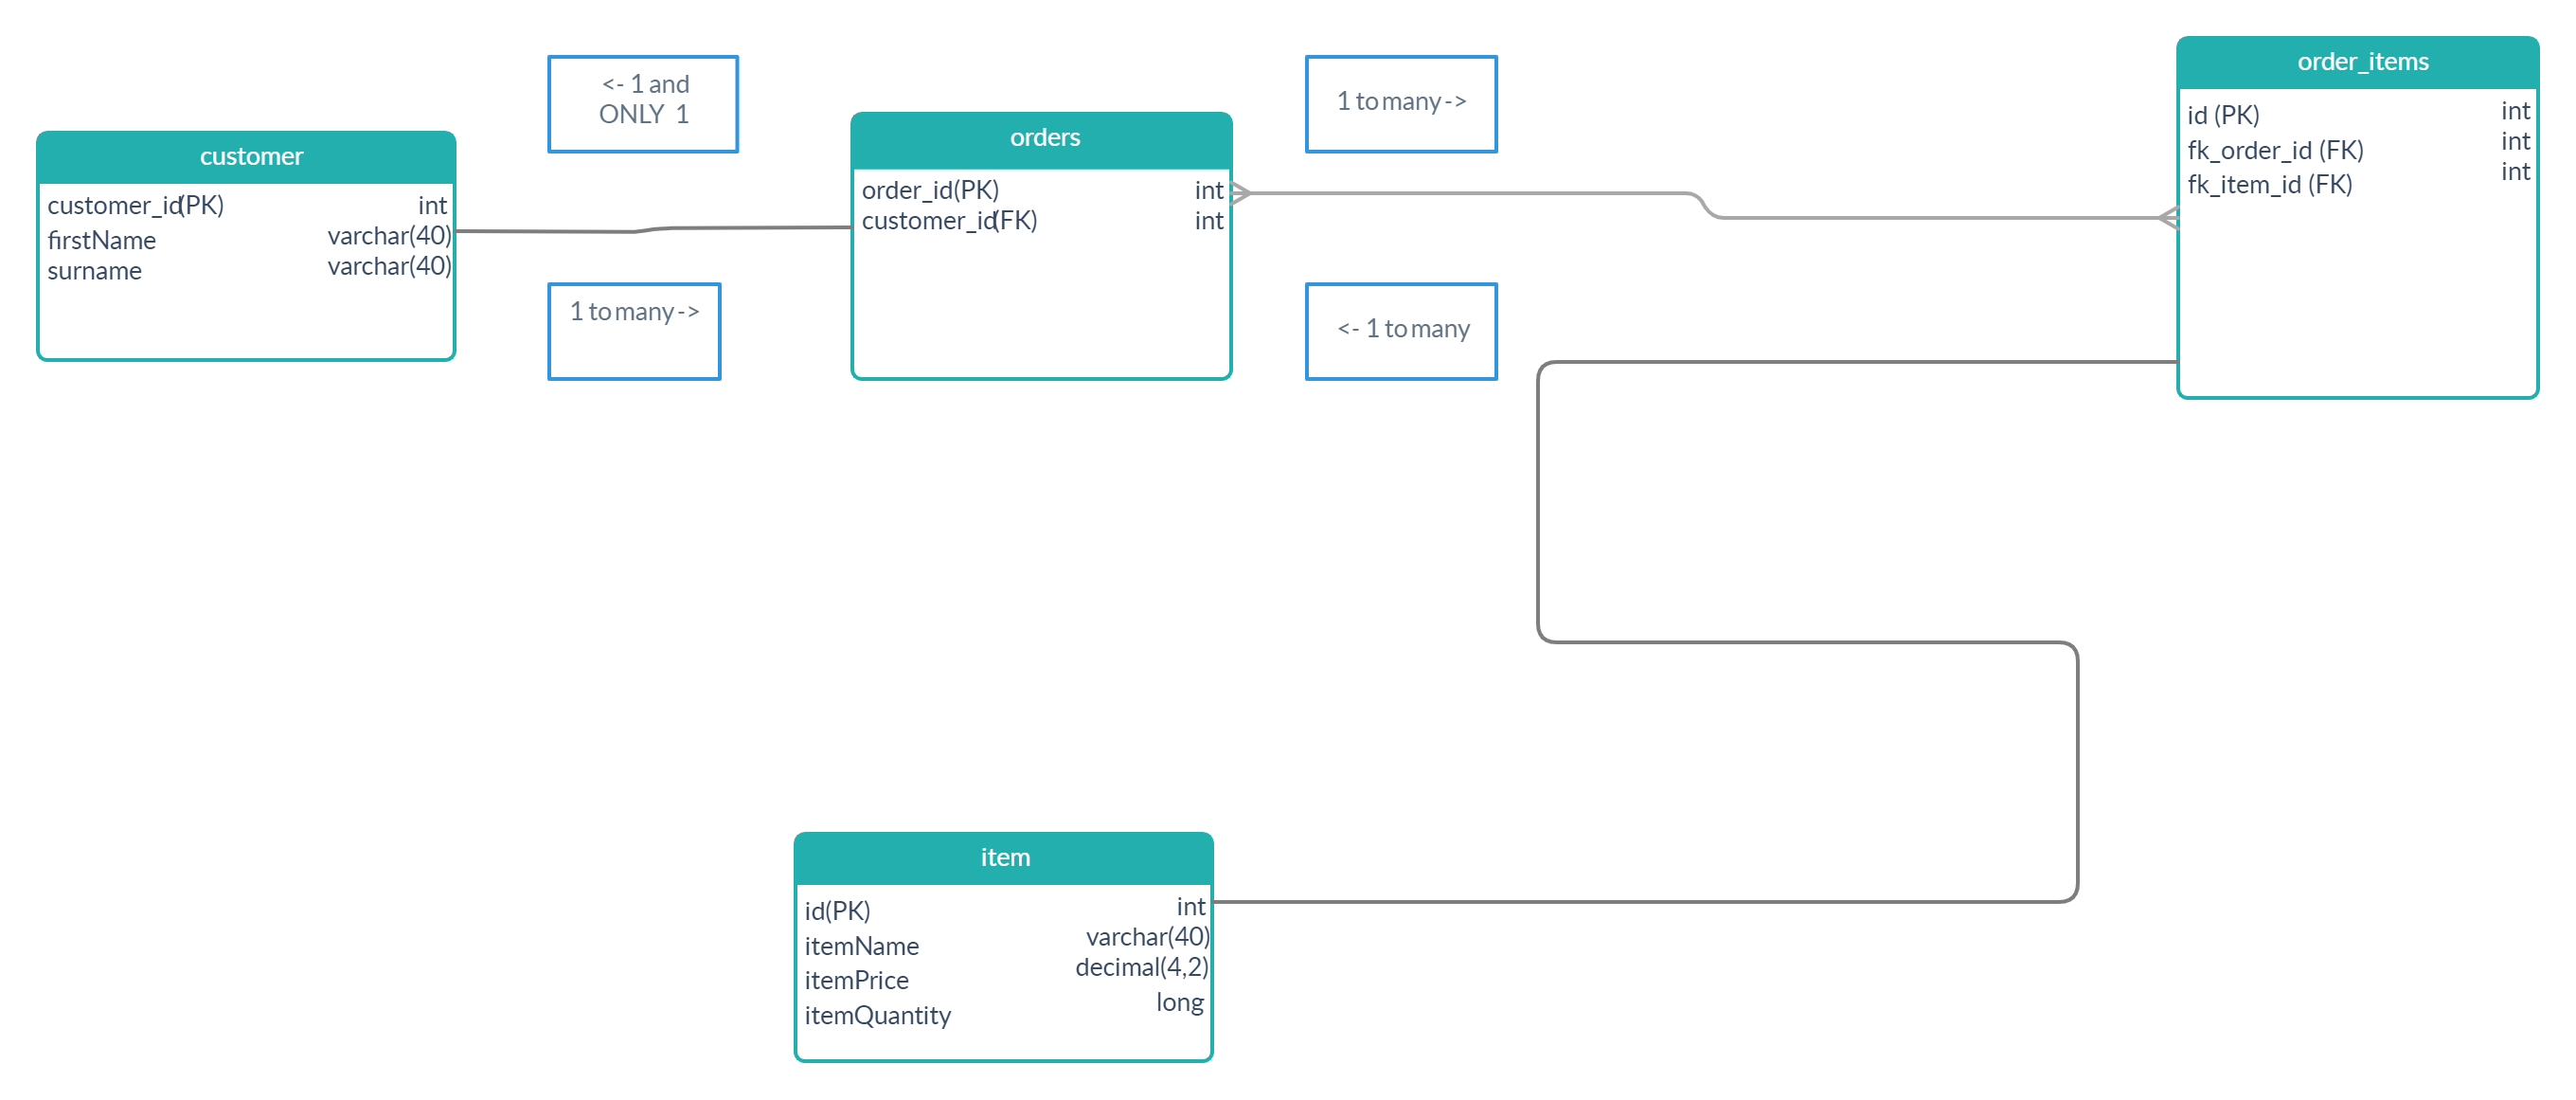 customer
customer_id(PK) int
firstName varchar(40)
surname varchar(40)
<- 1 and
ONLY 1
1 to many ->
orders
order_id(PK) int
customer_id(FK) int
1 to many ->
<- 1 to many
order_items
id (PK) int
fk_order_id (FK) int
fk_item_id (FK) int
item
id(PK) int
itemName varchar(40)
itemPrice decimal(4,2)
itemQuantity long